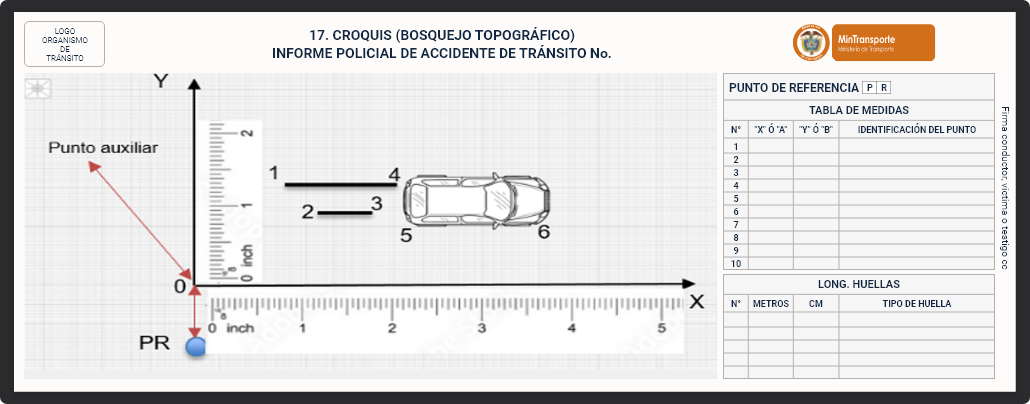 LOGO
ORGANISMO
DE
TRÁNSITO
17. CROQUIS (BOSQUEJO TOPOGRÁFICO)
INFORME POLICIAL DE ACCIDENTE DE TRÁNSITO No.
MinTransporte
Ministerio de Transporte
Y
Punto auxiliar
2
1
0 inch
1
4
2
3
5
6
0
X
0 inch
1
2
3
4
5
PR
PUNTO DE REFERENCIA P R
TABLA DE MEDIDAS
N° "X" Ó "A" "Y" Ó "B" IDENTIFICACIÓN DEL PUNTO
1
2
3
4
5
6
7
8
9
10
LONG. HUELLAS
N° METROS CM TIPO DE HUELLA
Firma conductor, víctima o testigo cc